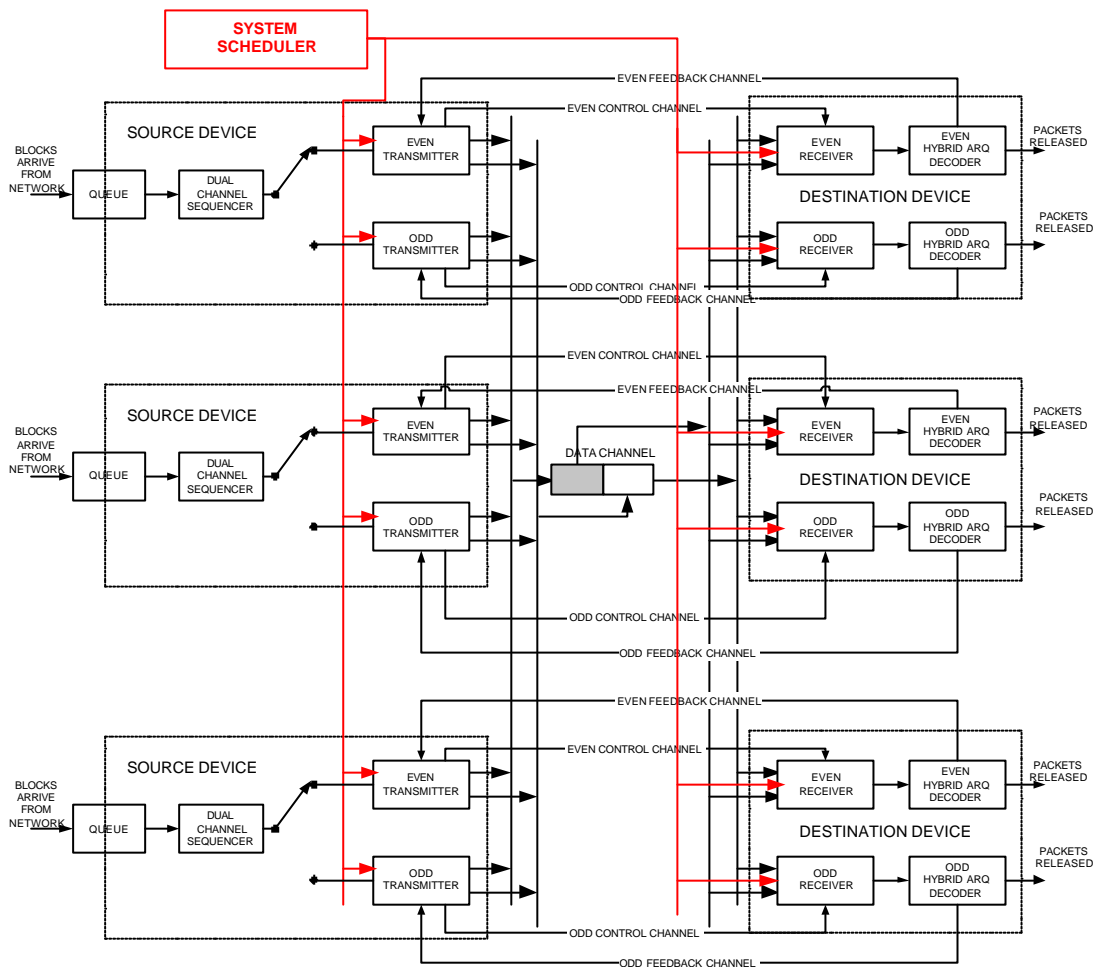 SYSTEM
SCHEDULER
EVEN FEEDBACK CHANNEL
EVEN CONTROL CHANNEL
SOURCE DEVICE
BLOCKS
ARRIVE
FROM
NETWORK
QUEUE
DUAL
CHANNEL
SEQUENCER
EVEN
TRANSMITTER
ODD
TRANSMITTER
EVEN
RECEIVER
EVEN
HYBRID ARQ
DECODER
PACKETS
RELEASED
DESTINATION DEVICE
ODD
RECEIVER
ODD
HYBRID ARQ
DECODER
PACKETS
RELEASED
ODD CONTROL CHANNEL
ODD FEEDBACK CHANNEL
EVEN CONTROL CHANNEL
EVEN FEEDBACK CHANNEL
SOURCE DEVICE
BLOCKS
ARRIVE
FROM
NETWORK
QUEUE
DUAL
CHANNEL
SEQUENCER
EVEN
TRANSMITTER
ODD
TRANSMITTER
DATA CHANNEL
EVEN
RECEIVER
EVEN
HYBRID ARQ
DECODER
PACKETS
RELEASED
DESTINATION DEVICE
ODD
RECEIVER
ODD
HYBRID ARQ
DECODER
PACKETS
RELEASED
ODD CONTROL CHANNEL
ODD FEEDBACK CHANNEL
EVEN FEEDBACK CHANNEL
EVEN CONTROL CHANNEL
SOURCE DEVICE
BLOCKS
ARRIVE
FROM
NETWORK
QUEUE
DUAL
CHANNEL
SEQUENCER
EVEN
TRANSMITTER
ODD
TRANSMITTER
EVEN
RECEIVER
EVEN
HYBRID ARQ
DECODER
PACKETS
RELEASED
DESTINATION DEVICE
ODD
RECEIVER
ODD
HYBRID ARQ
DECODER
PACKETS
RELEASED
ODD CONTROL CHANNEL
ODD FEEDBACK CHANNEL